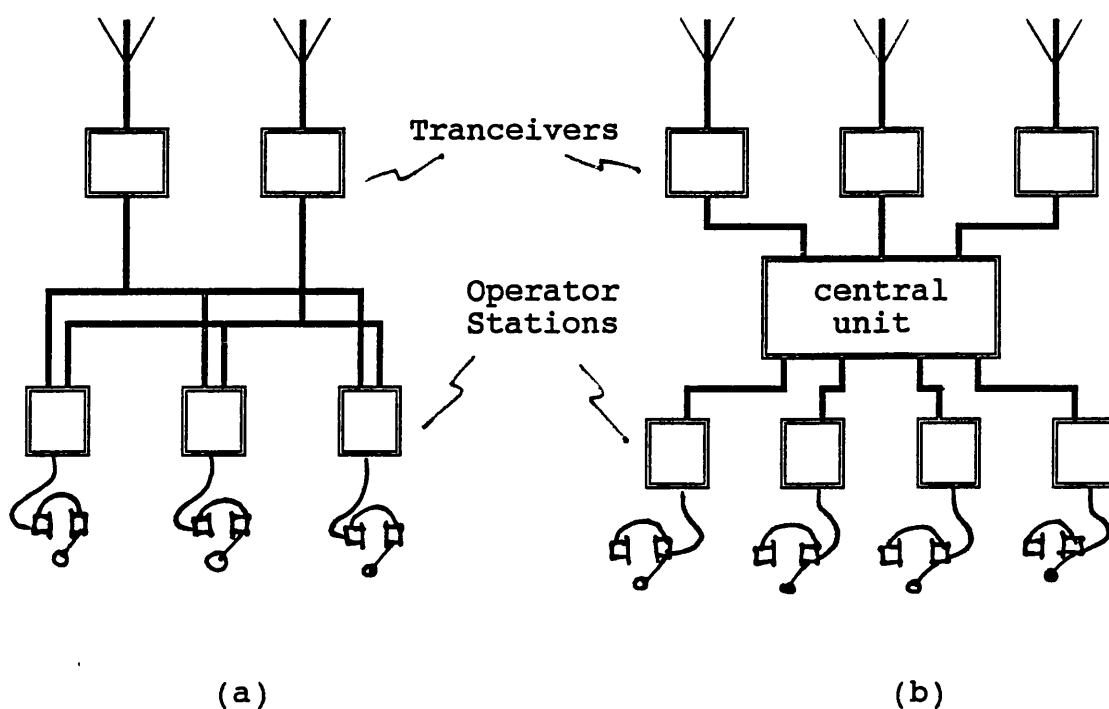 Tranceivers
Operator
Stations
central
unit
(a)
(b)